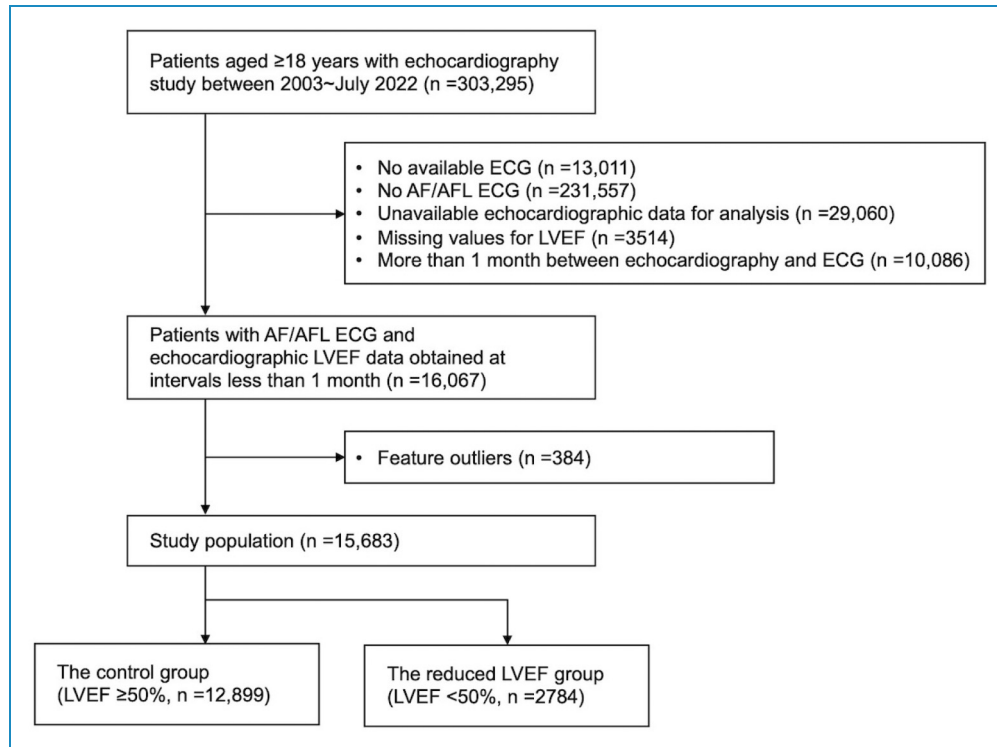 Patients aged ≥18 years with echocardiography
study between 2003~July 2022 (n =303,295)
• No available ECG (n =13,011)
• No AF/AFL ECG (n =231,557)
• Unavailable echocardiographic data for analysis (n =29,060)
• Missing values for LVEF (n =3514)
• More than 1 month between echocardiography and ECG (n =10,086)
Patients with AF/AFL ECG and
echocardiographic LVEF data obtained at
intervals less than 1 month (n =16,067)
• Feature outliers (n =384)
Study population (n =15,683)
The control group
(LVEF ≥50%, n =12,899)
The reduced LVEF group
(LVEF <50%, n =2784)